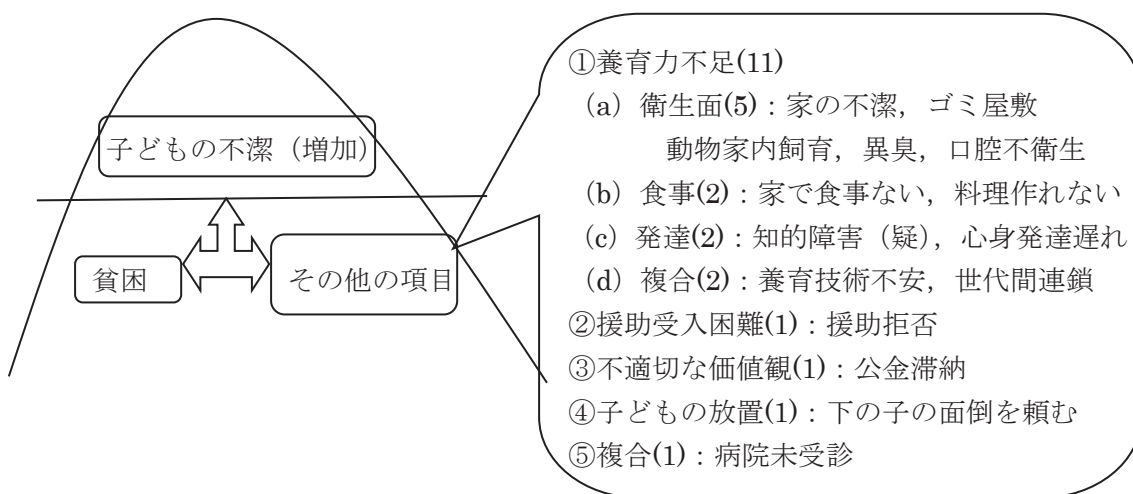 子どもの不潔（増加）
貧困
その他の項目
①養育力不足(11)
（a）衛生面(5)：家の不潔，ゴミ屋敷
動物家内飼育，異臭，口腔不衛生
（b）食事(2)：家で食事ない，料理作れない
（c）発達(2)：知的障害（疑），心身発達遅れ
（d）複合(2)：養育技術不安，世代間連鎖
②援助受入困難(1)：援助拒否
③不適切な価値観(1)：公金滞納
④子どもの放置(1)：下の子の面倒を頼む
⑤複合(1)：病院未受診